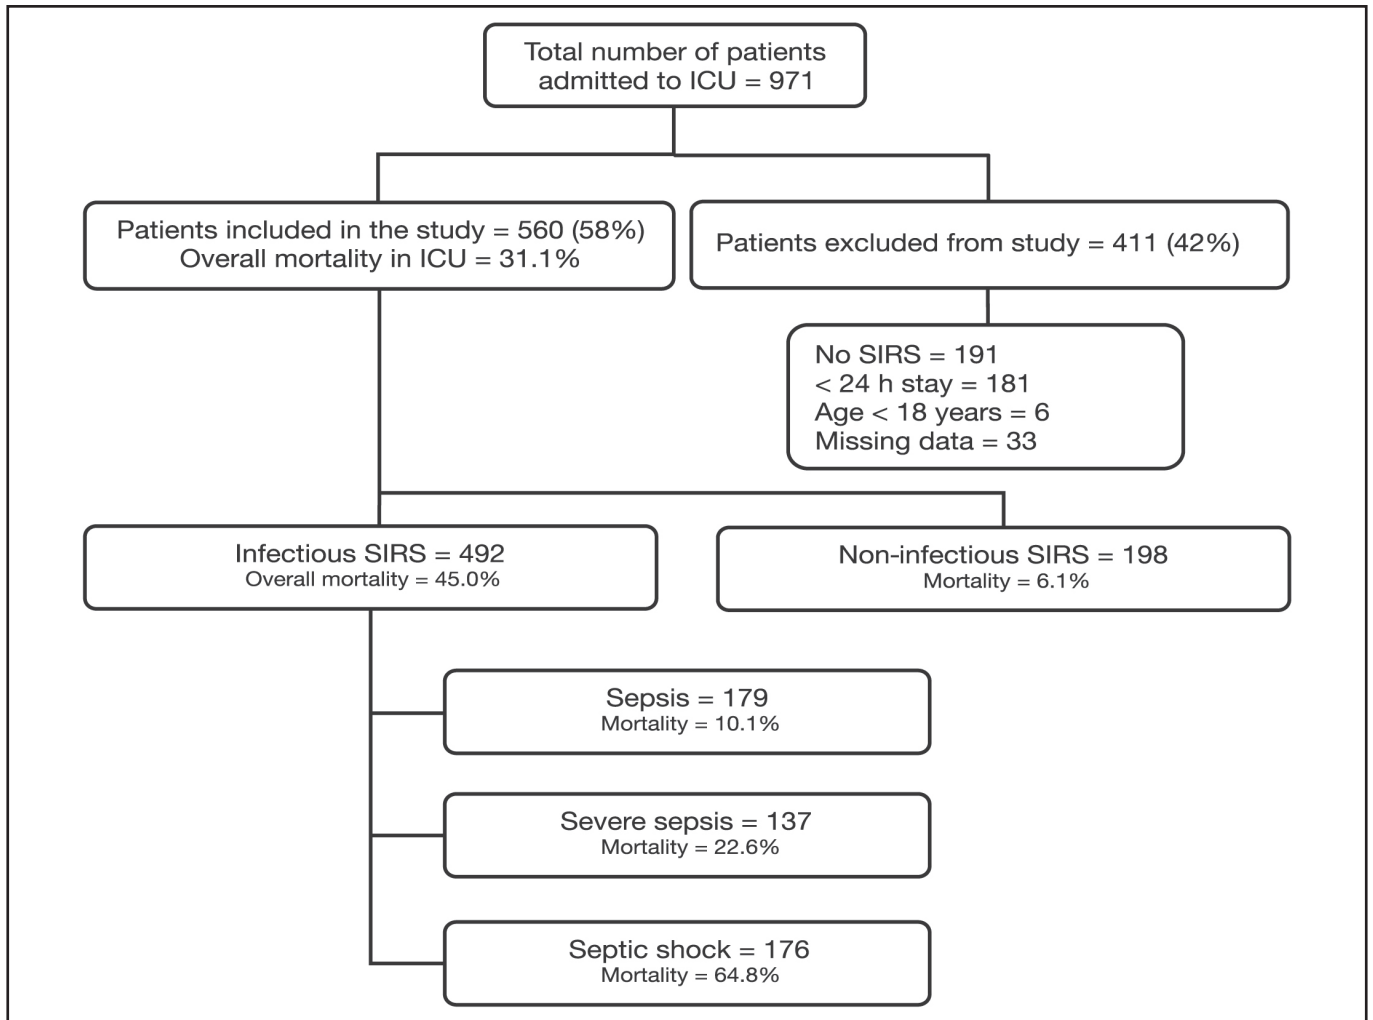 Total number of patients
admitted to ICU = 971
Patients included in the study = 560 (58%)
Overall mortality in ICU = 31.1%
Patients excluded from study = 411 (42%)
No SIRS = 191
< 24 h stay = 181
Age < 18 years = 6
Missing data = 33
Infectious SIRS = 492
Overall mortality = 45.0%
Non-infectious SIRS = 198
Mortality = 6.1%
Sepsis = 179
Mortality = 10.1%
Severe sepsis = 137
Mortality = 22.6%
Septic shock = 176
Mortality = 64.8%